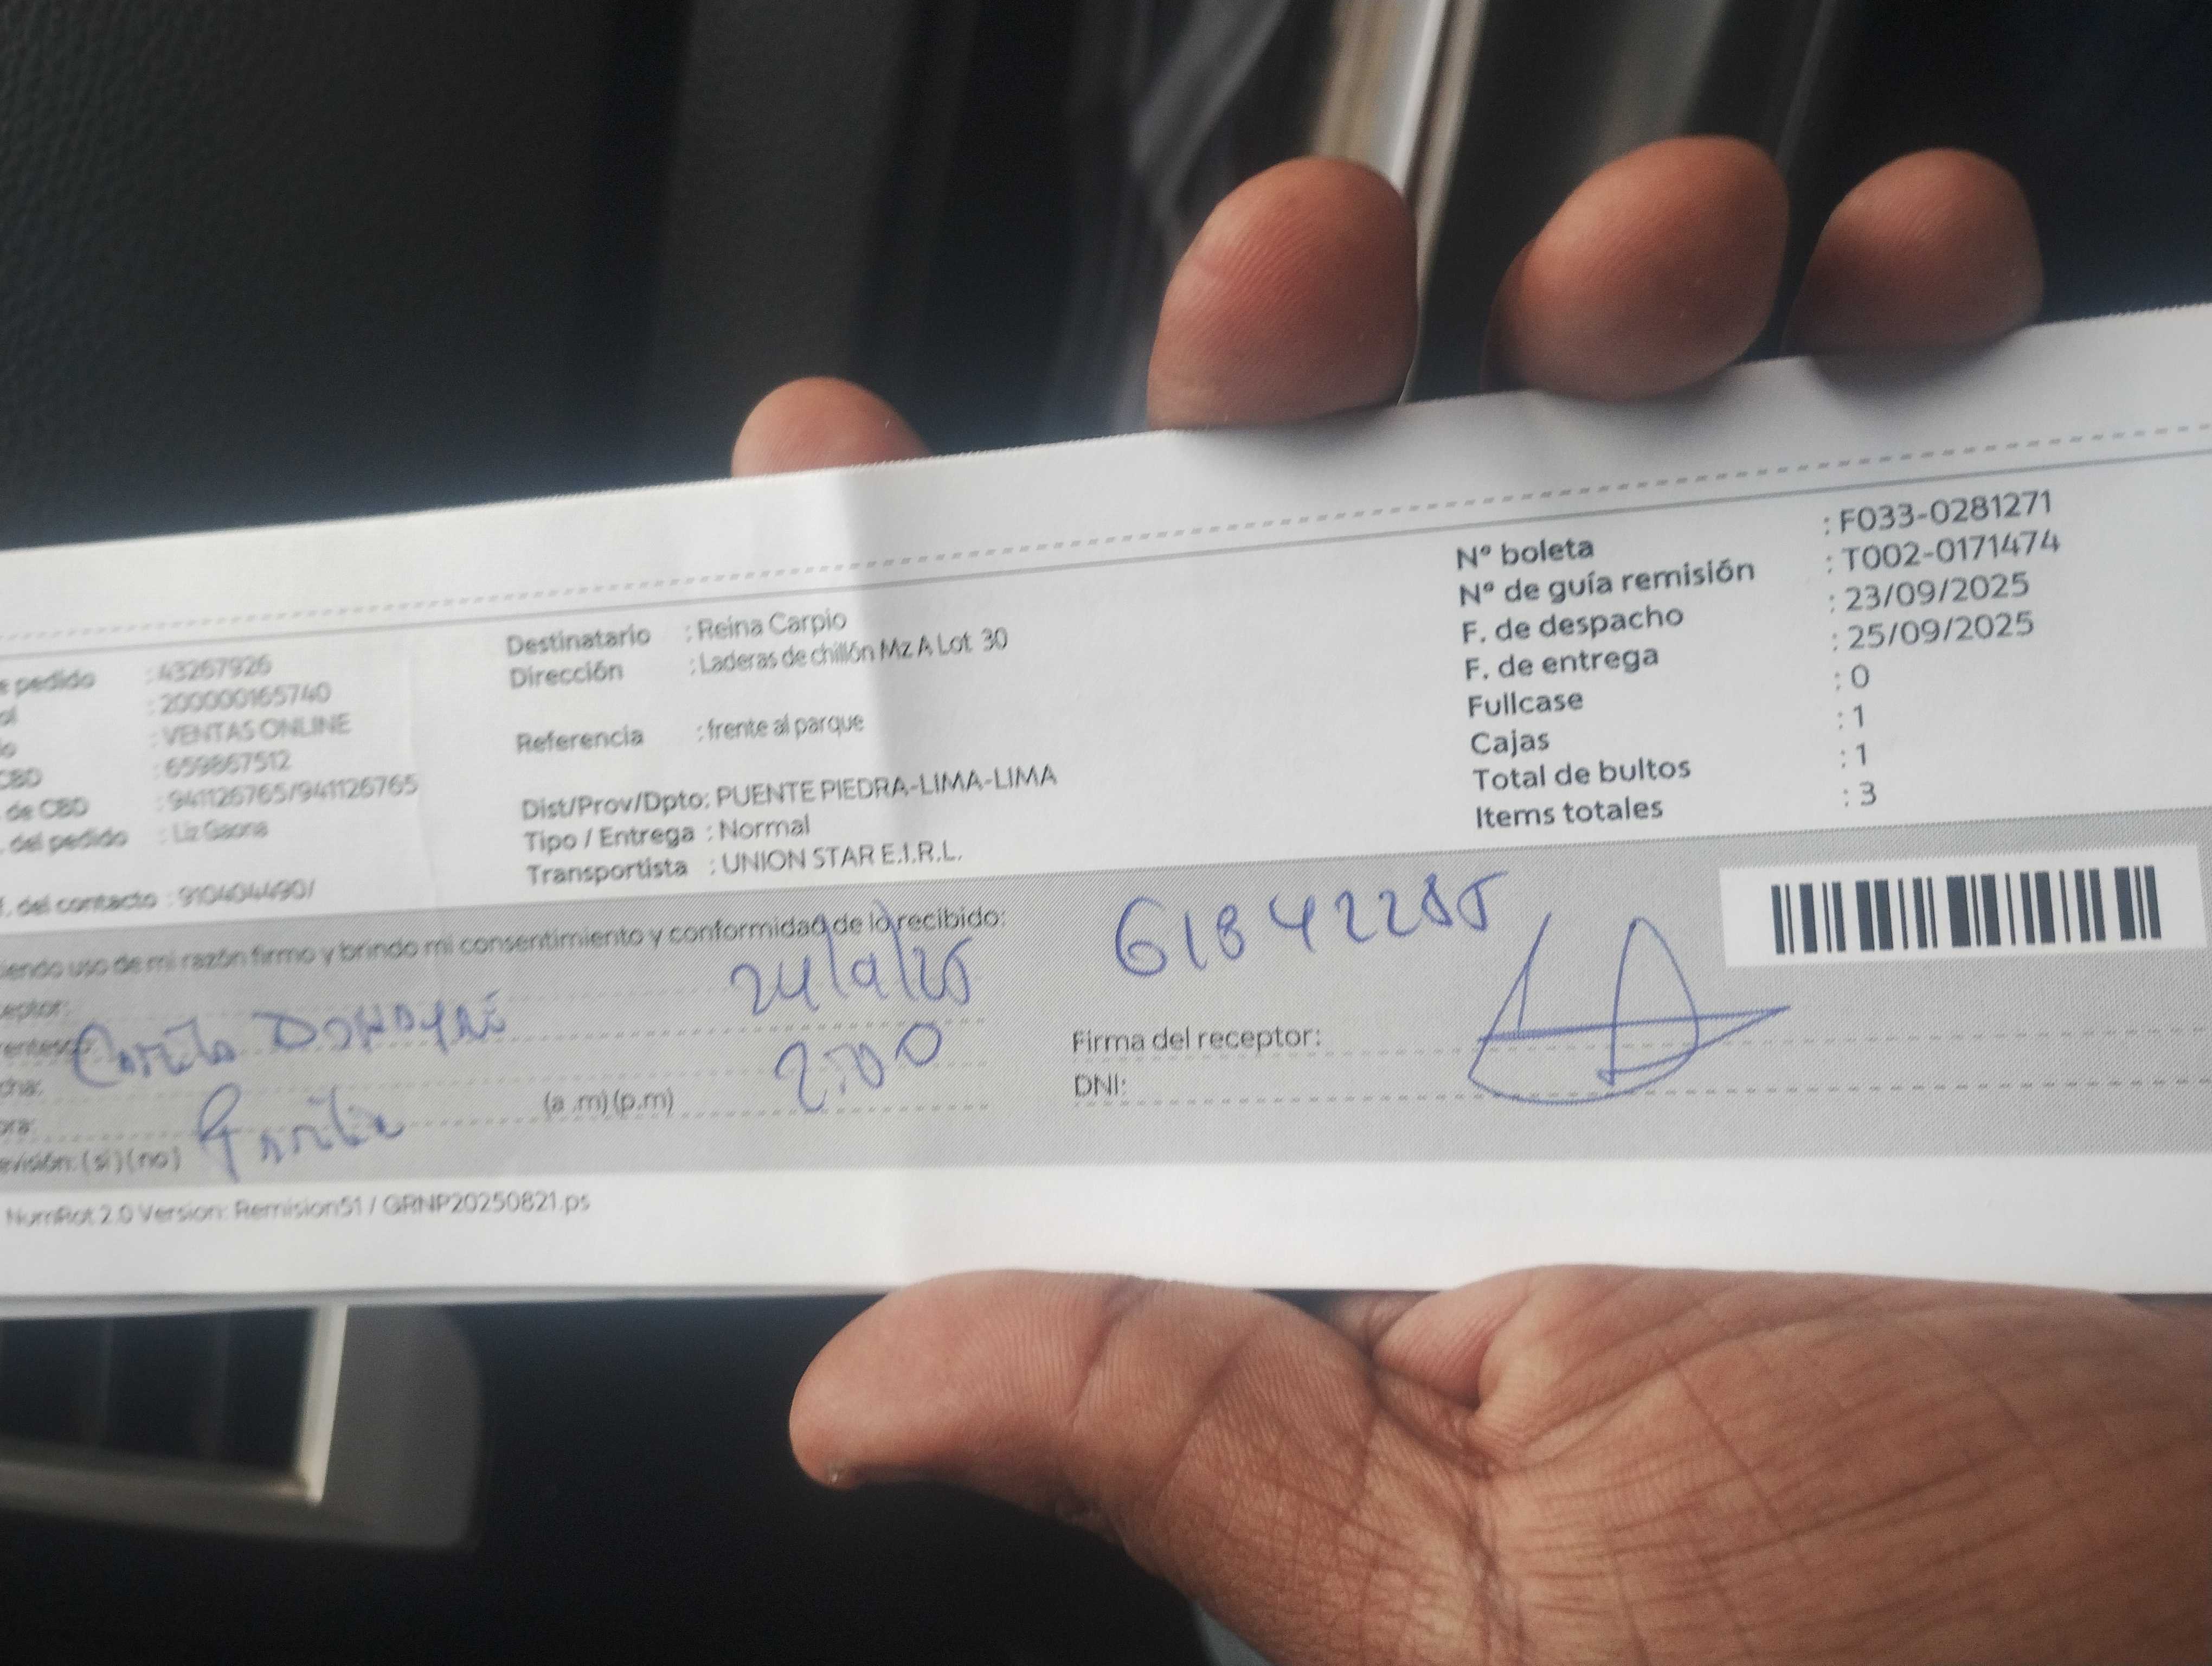 pedido : 43267926
: 200000165740
: VENTAS ONLINE
CBD : 659867512
de CBD : 941126765/941126765
. del pedido : Liz Gaona
. del contacto : 910404490/
Destinatario : Reina Carpio
Dirección : Laderas de chillón Mz A Lot 30
Referencia : frente al parque
Dist/Prov/Dpto: PUENTE PIEDRA-LIMA-LIMA
Tipo / Entrega : Normal
Transportista : UNION STAR E.I.R.L.
N° boleta : F033-0281271
N° de guía remisión : T002-0171474
F. de despacho : 23/09/2025
F. de entrega : 25/09/2025
Fullcase : 0
Cajas : 1
Total de bultos : 1
Items totales : 3
iendo uso de mi razón firmo y brindo mi consentimiento y conformidad de lo recibido:
24/9/25
2:00
(a .m) (p.m)
evisión: (si) (no)
Firma del receptor:
DNI:
NumRot 2.0 Version: Remision51 / GRNP20250821.ps